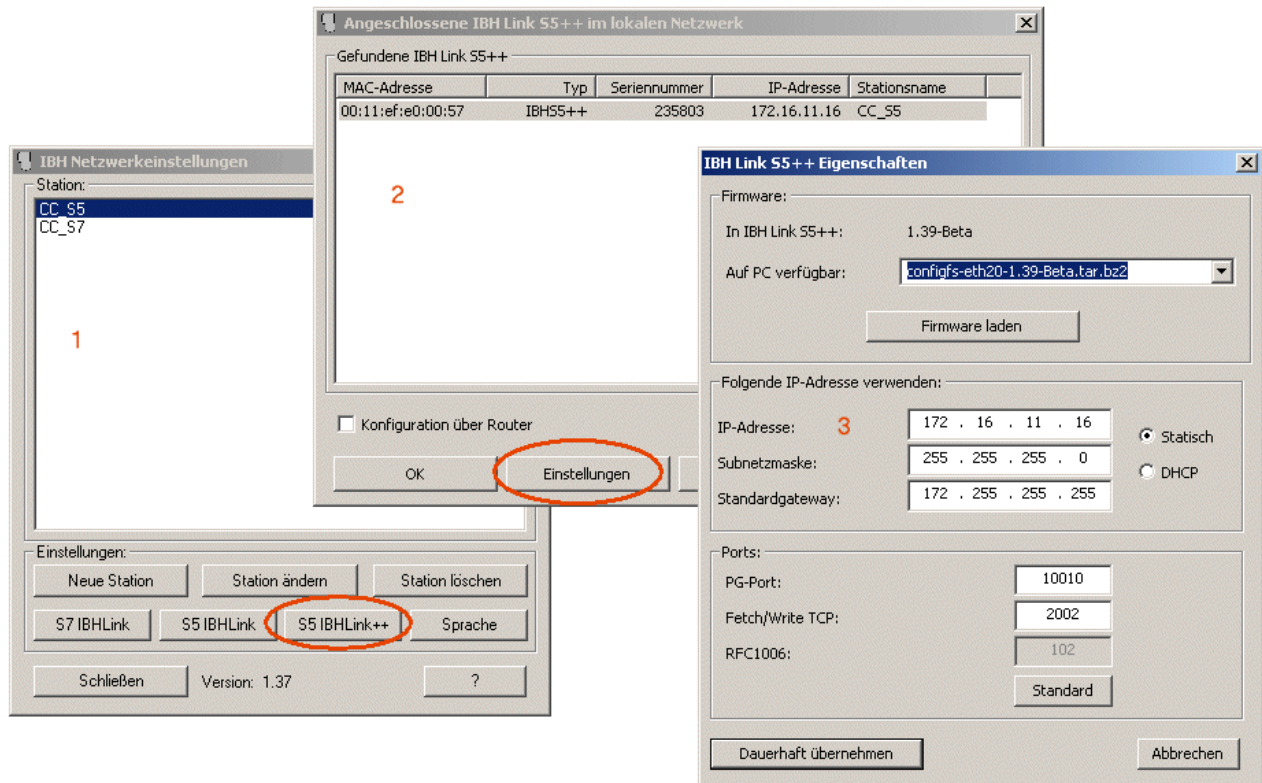 IBH Netzwerkeinstellungen
Station:
CC_S5
CC_S7
1
Einstellungen:
Neue Station Station ändern Station löschen
S7 IBHLink S5 IBHLink S5 IBHLink++ Sprache
Schließen Version: 1.37 ?
Angeschlossene IBH Link S5++ im lokalen Netzwerk
Gefundene IBH Link S5++
MAC-Adresse Typ Seriennummer IP-Adresse Stationsname
00:11:ef:e0:00:57 IBHS5++ 235803 172.16.11.16 CC_S5
2
Konfiguration über Router
OK Einstellungen
IBH Link S5++ Eigenschaften
Firmware:
In IBH Link S5++: 1.39-Beta
Auf PC verfügbar: configfs-eth20-1.39-Beta.tar.bz2
Firmware laden
Folgende IP-Adresse verwenden:
IP-Adresse: 3 172 . 16 . 11 . 16 Statisch
Subnetzmaske: 255 . 255 . 255 . 0 DHCP
Standardgateway: 172 . 255 . 255 . 255
Ports:
PG-Port: 10010
Fetch/Write TCP: 2002
RFC1006: 102
Standard
Dauerhaft übernehmen Abbrechen